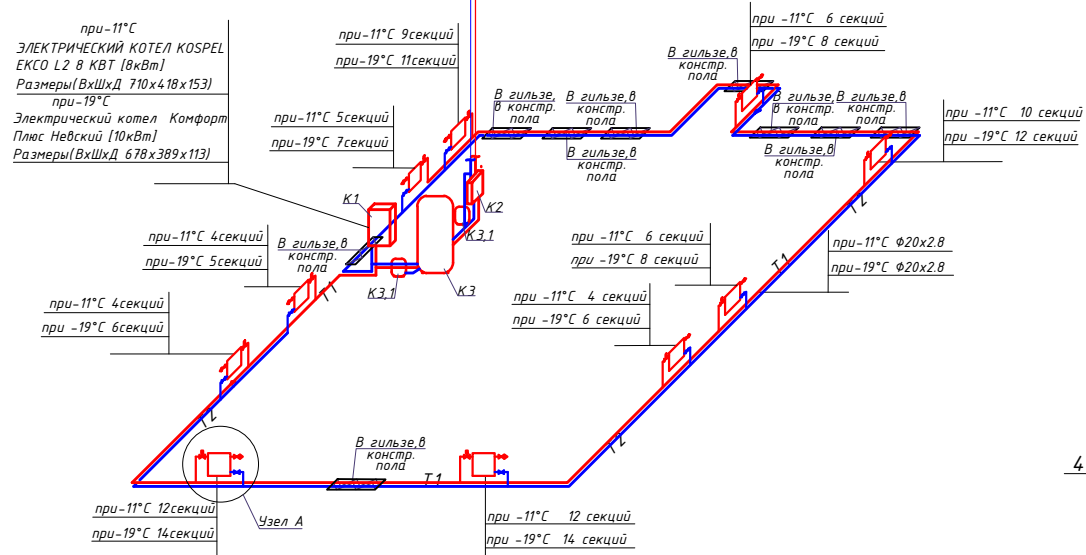 при-11°С
ЭЛЕКТРИЧЕСКИЙ КОТЕЛ KOSPEL
ЕКСО L2 8 КВТ [8кВт]
Размеры(ВхШхД 710х418х153)
при-19°С
Электрический котел Комфорт
Плюс Невский [10кВт]
Размеры(ВхШхД 678х389х113)
при-11°С 9секций
при-19°С 11секций
при -11°С 6 секций
при -19°С 8 секций
В гильзе,в
констр.
пола
при-11°С 5секций
при-19°С 7секций
В гильзе,
в констр.
пола
В гильзе,в
констр.
пола
В гильзе,в
констр.
пола
В гильзе,в
констр.
пола
В гильзе,в
констр.
пола
В гильзе,в
констр.
пола
при -11°С 10 секций
при -19°С 12 секций
К1
К2
К3,1
К3,1
К3
В гильзе,в
констр.
пола
при-11°С 4секций
при-19°С 5секций
при -11°С 6 секций
при -19°С 8 секций
при-11°С Ф20х2.8
при-19°С Ф20х2.8
Т2
Т1
Т1
при-11°С 4секций
при -19°С 6секций
при -11°С 4 секций
при -19°С 6 секций
Т2
Т2
В гильзе,в
констр.
пола
Т1
4
при-11°С 12секций
при-19°С 14секций
Узел А
при -11°С 12 секций
при -19°С 14 секций